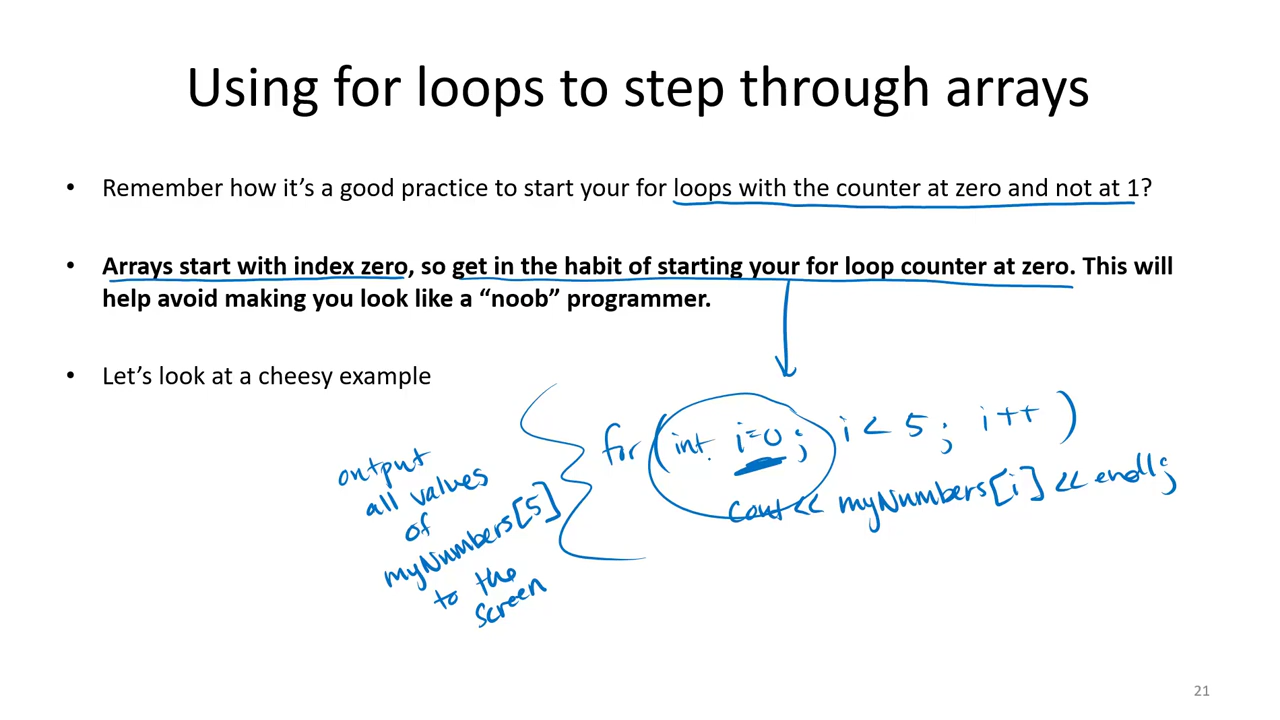 Using for loops to step through arrays
• Remember how it’s a good practice to start your for loops with the counter at zero and not at 1?
• Arrays start with index zero, so get in the habit of starting your for loop counter at zero. This will
help avoid making you look like a “noob” programmer.
• Let’s look at a cheesy example
for (int i=0; i < 5; i++)
cout << myNumbers[i] << endl;
output
all values
of
myNumbers[5]
to the
screen
21